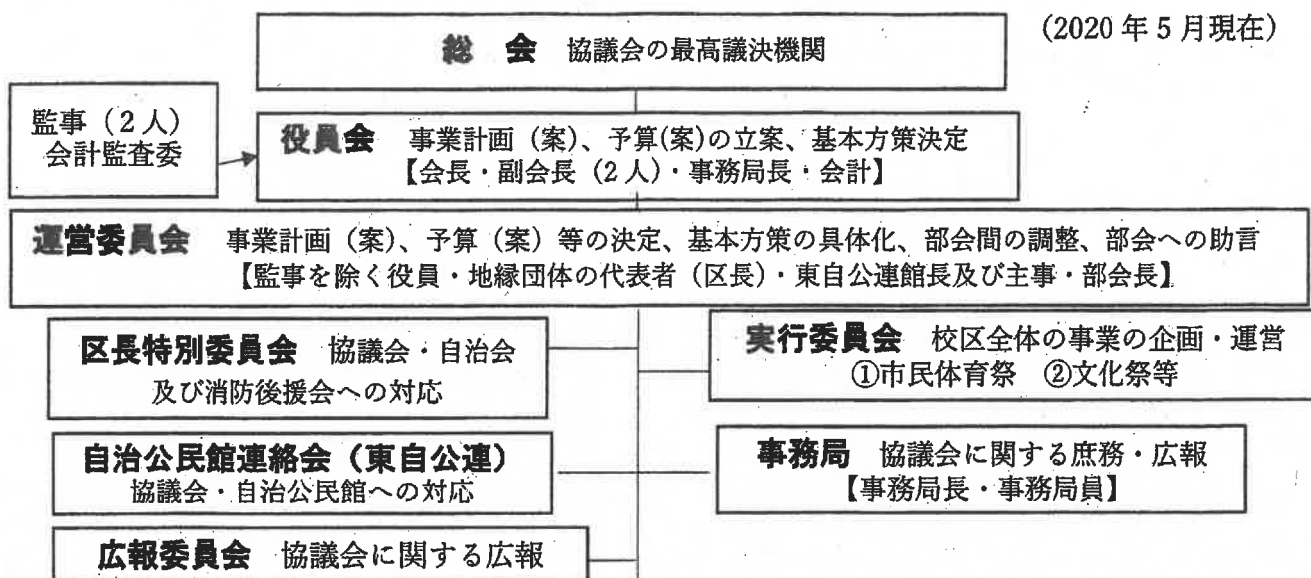 (2020年5月現在)
総 会 協議会の最高議決機関
監事(2人)
会計監査委
役員会 事業計画(案)、予算(案)の立案、基本方策決定
【会長・副会長(2人)・事務局長・会計】
運営委員会 事業計画(案)、予算(案)等の決定、基本方策の具体化、部会間の調整、部会への助言
【監事を除く役員・地縁団体の代表者(区長)・東自公連館長及び主事・部会長】
区長特別委員会 協議会・自治会
及び消防後援会への対応
実行委員会 校区全体の事業の企画・運営
①市民体育祭 ②文化祭等
自治公民館連絡会(東自公連)
協議会・自治公民館への対応
事務局 協議会に関する庶務・広報
【事務局長・事務局員】
広報委員会 協議会に関する広報